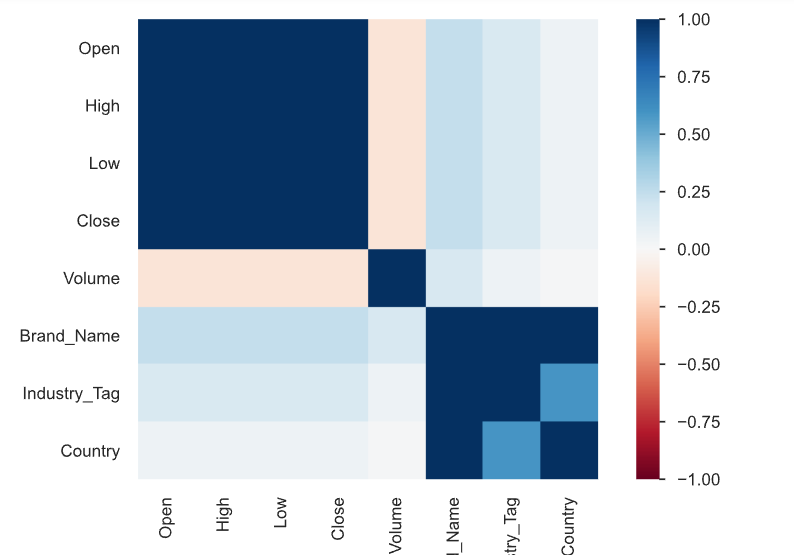 Open
High
Low
Close
Volume
Brand_Name
Industry_Tag
Country
1.00
0.75
0.50
0.25
0.00
−0.25
−0.50
−0.75
−1.00
Open
High
Low
Close
Volume
l_Name
stry_Tag
Country